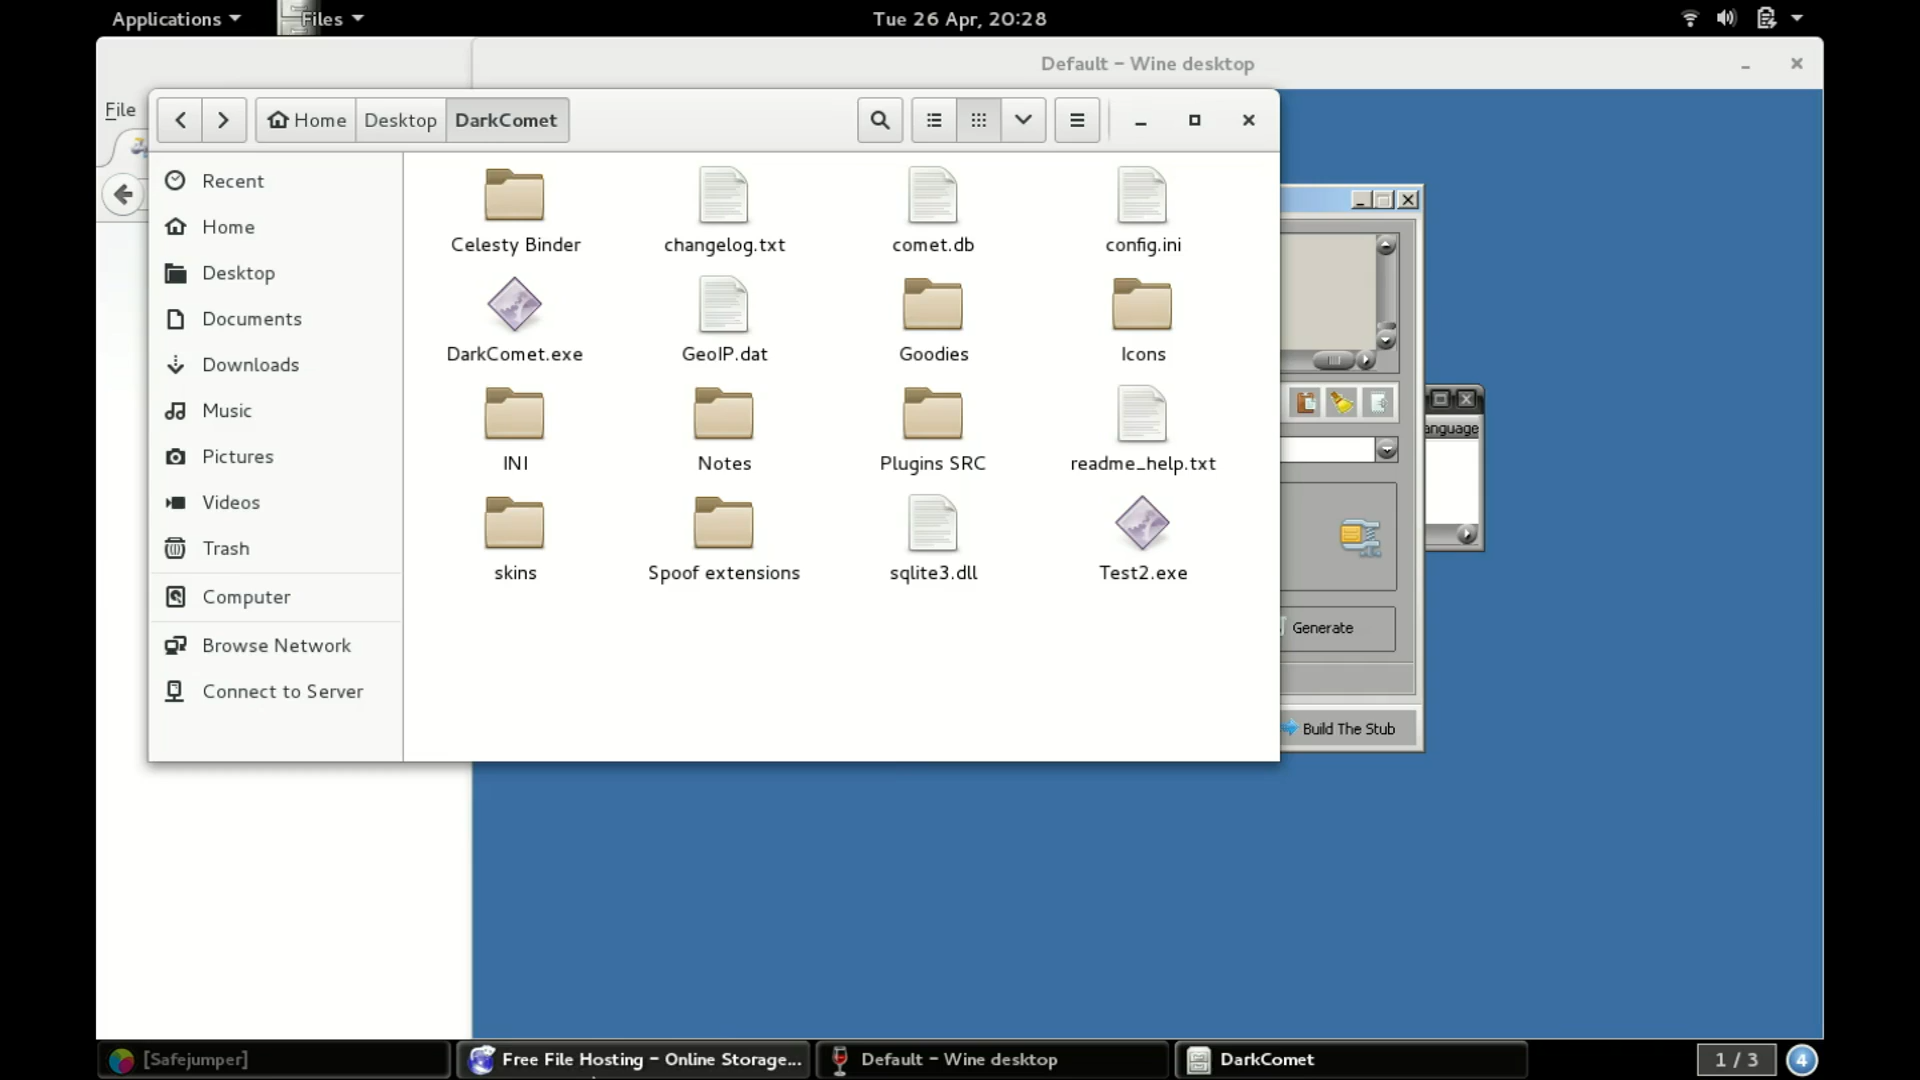 Applications
Files
Tue 26 Apr, 20:28
Default - Wine desktop
File
Home
Desktop
DarkComet
Recent
Home
Desktop
Documents
Downloads
Music
Pictures
Videos
Trash
Computer
Browse Network
Connect to Server
Celesty Binder
changelog.txt
comet.db
config.ini
DarkComet.exe
GeoIP.dat
Goodies
Icons
INI
Notes
Plugins SRC
readme_help.txt
skins
Spoof extensions
sqlite3.dll
Test2.exe
anguage
Generate
Build The Stub
[Safejumper]
Free File Hosting - Online Storage...
Default - Wine desktop
DarkComet
1 / 3
4